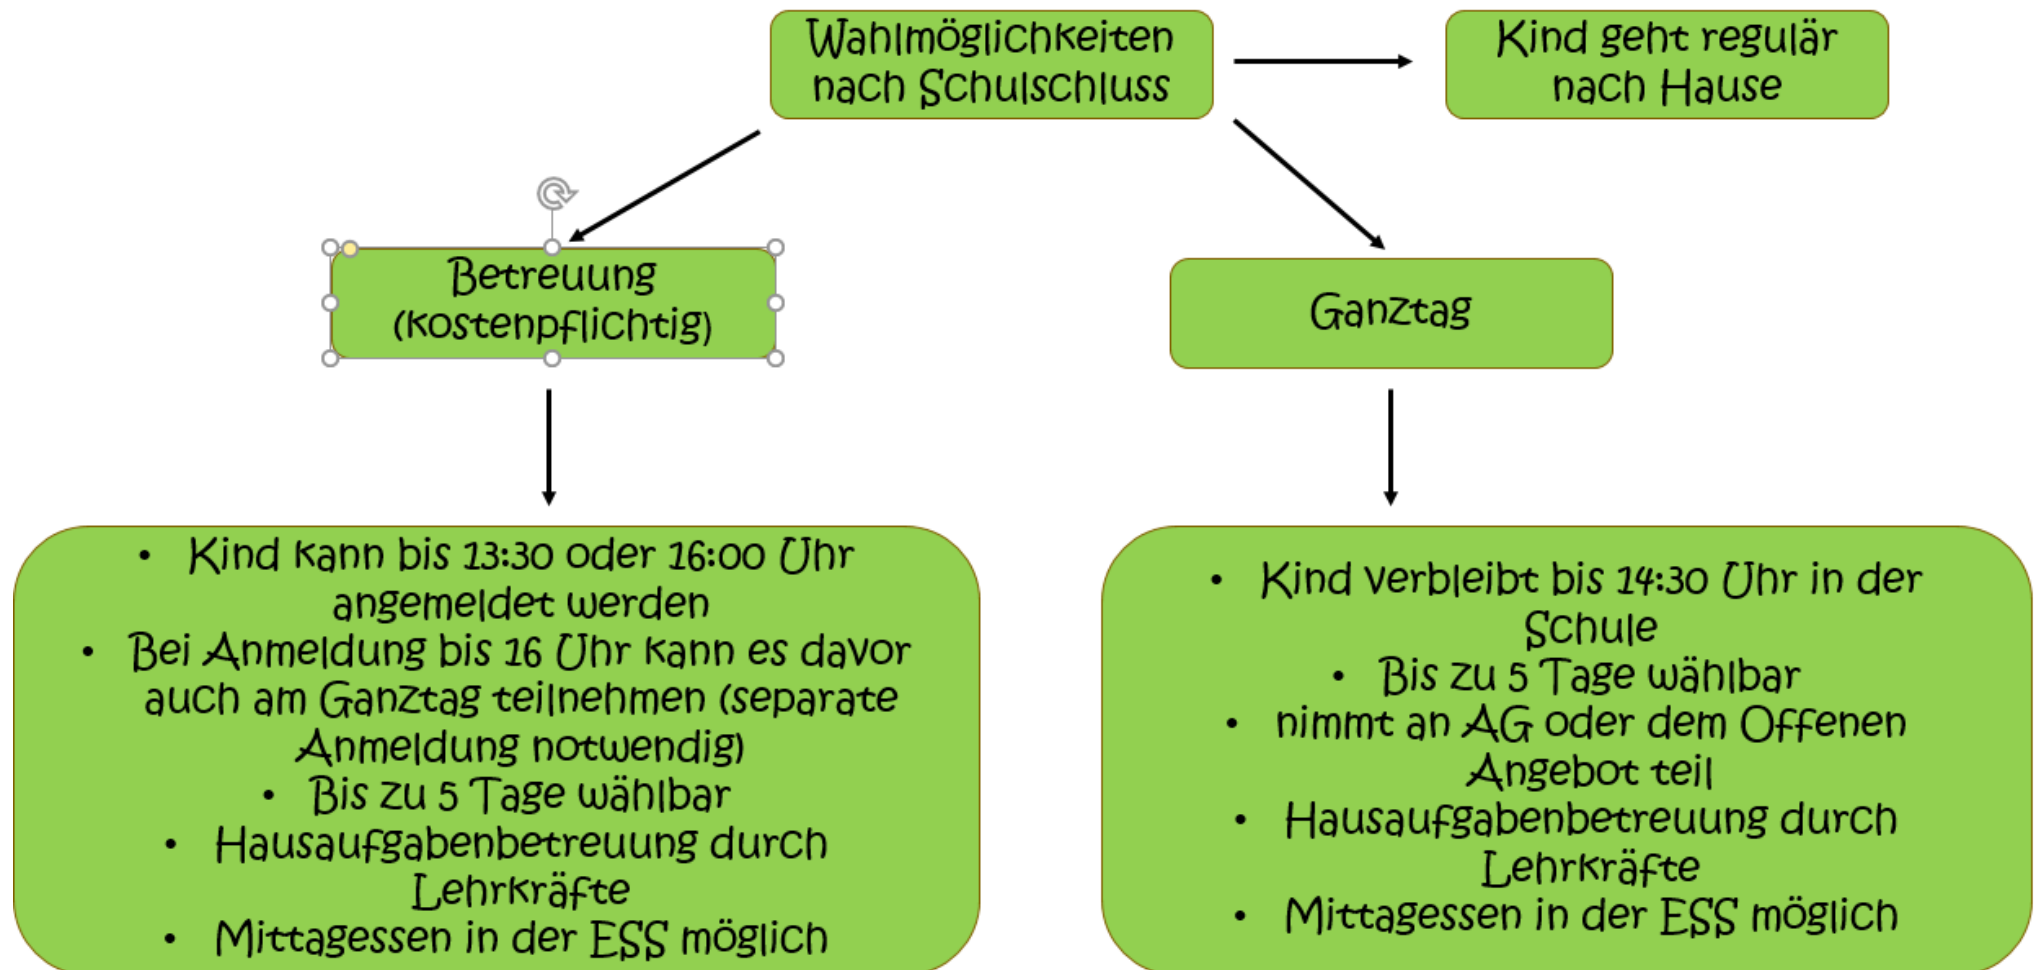 Wahlmöglichkeiten
nach Schulschluss
Kind geht regulär
nach Hause
Betreuung
(kostenpflichtig)
Ganztag
• Kind kann bis 13:30 oder 16:00 Uhr
angemeldet werden
• Bei Anmeldung bis 16 Uhr kann es davor
auch am Ganztag teilnehmen (separate
Anmeldung notwendig)
• Bis zu 5 Tage wählbar
• Hausaufgabenbetreuung durch
Lehrkräfte
• Mittagessen in der ESS möglich
• Kind verbleibt bis 14:30 Uhr in der
Schule
• Bis zu 5 Tage wählbar
• nimmt an AG oder dem Offenen
Angebot teil
• Hausaufgabenbetreuung durch
Lehrkräfte
• Mittagessen in der ESS möglich